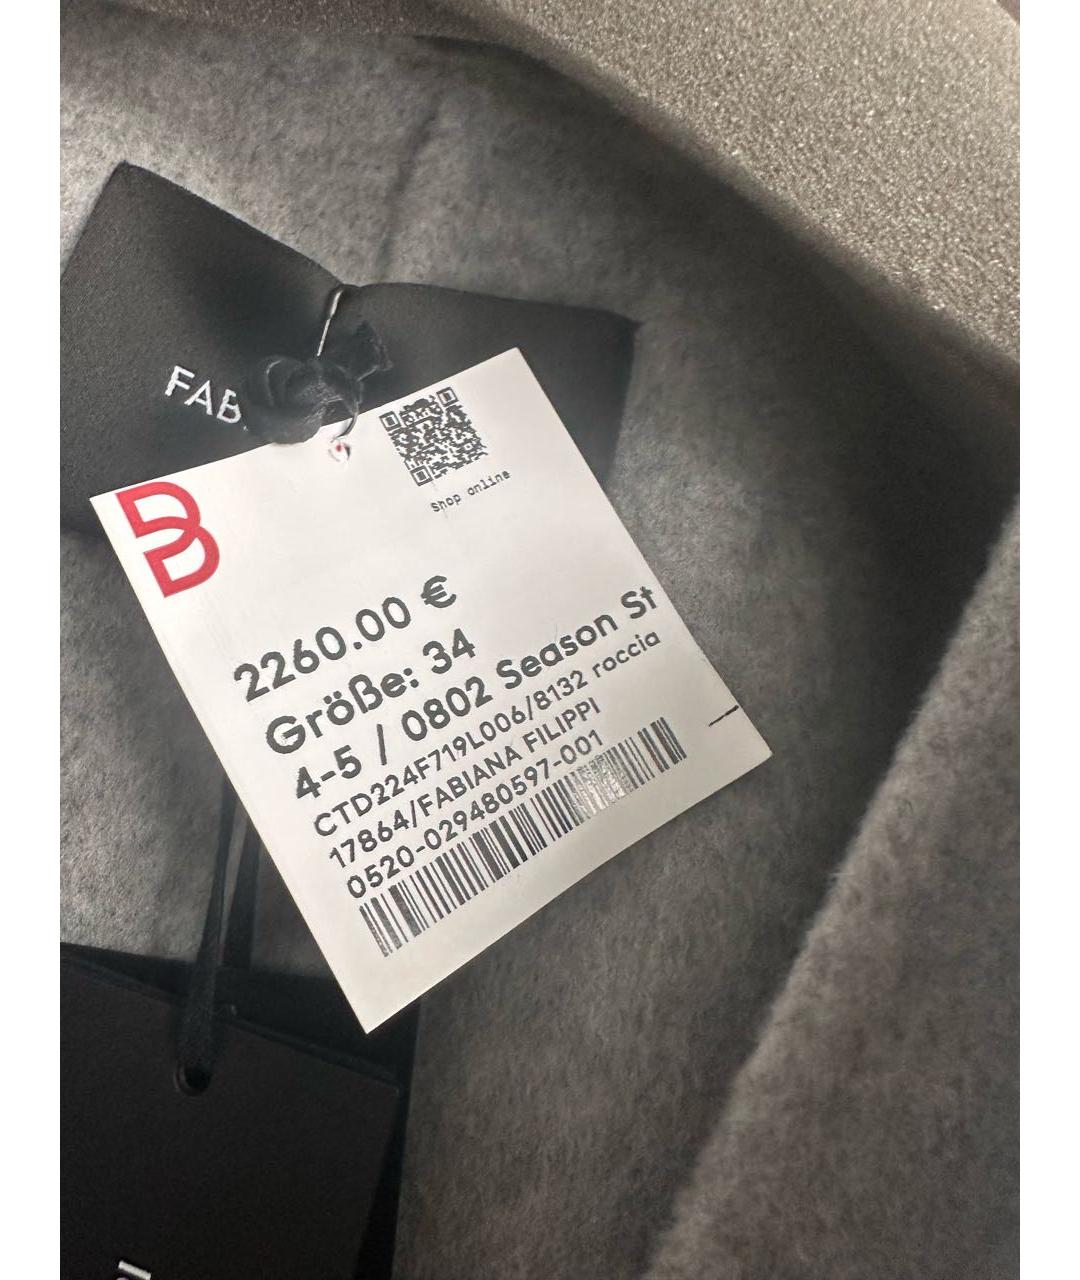 FAB
Shop online
2260.00 €
Größe: 34
4-5 / 0802 Season St
CTD224F719L006/8132 roccia
17864/FABIANA FILIPPI
0520-029480597-001